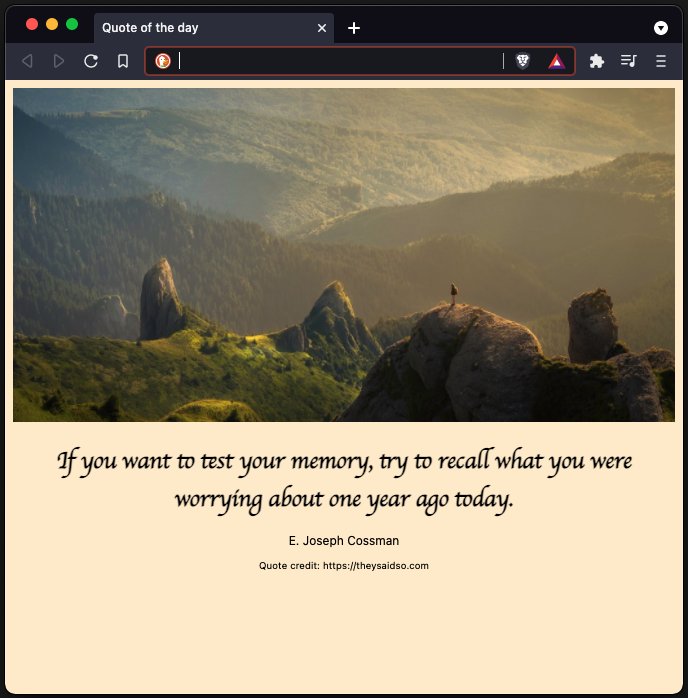 Quote of the day
If you want to test your memory, try to recall what you were
worrying about one year ago today.
E. Joseph Cossman
Quote credit: https://theysaidso.com